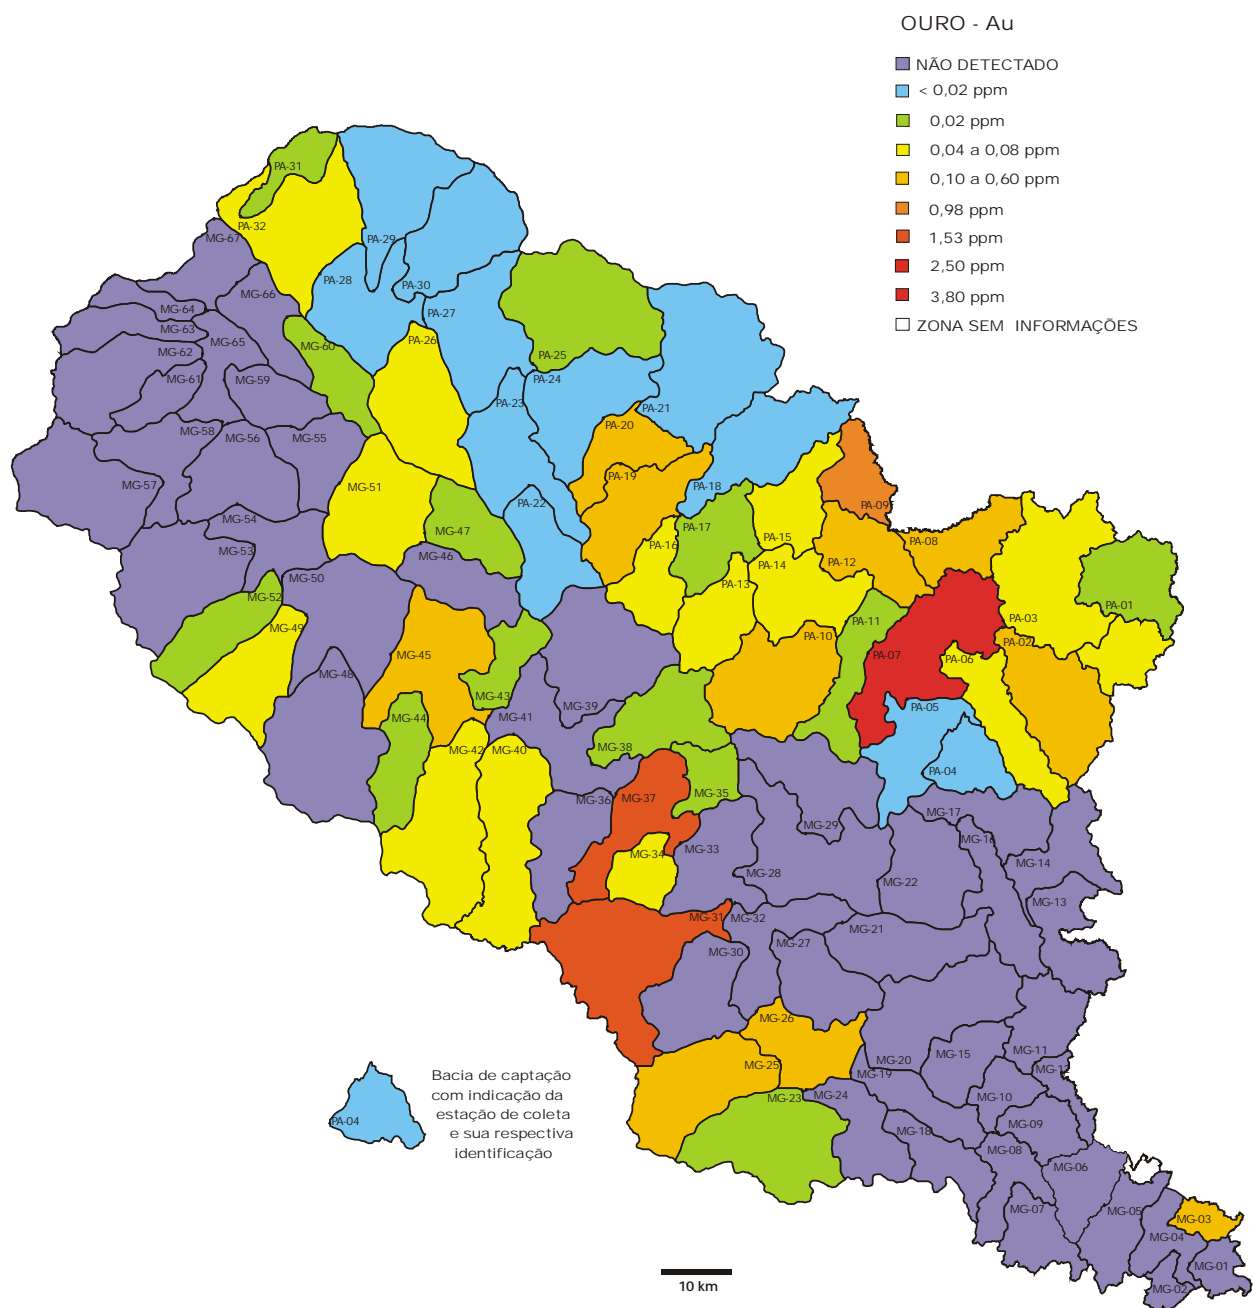 OURO - Au
NÃO DETECTADO
< 0,02 ppm
0,02 ppm
0,04 a 0,08 ppm
0,10 a 0,60 ppm
0,98 ppm
1,53 ppm
2,50 ppm
3,80 ppm
ZONA SEM INFORMAÇÕES
PA-31
PA-32
MG-67
PA-29
PA-28
PA-30
MG-66
MG-64
PA-27
MG-63
MG-65
PA-26
MG-60
MG-62
PA-25
MG-61
MG-59
PA-24
PA-23
PA-21
PA-20
MG-58
MG-56
MG-55
PA-19
MG-57
MG-51
PA-18
PA-22
PA-09
MG-54
PA-17
MG-47
PA-15
PA-08
PA-16
MG-53
MG-46
PA-12
PA-14
MG-50
PA-13
MG-52
PA-01
PA-03
PA-11
MG-49
PA-10
PA-02
MG-45
PA-07
PA-06
MG-48
MG-43
MG-39
PA-05
MG-44
MG-41
MG-38
MG-42
MG-40
PA-04
MG-35
MG-36
MG-37
MG-17
MG-29
MG-16
MG-33
MG-34
MG-14
MG-28
MG-22
MG-13
MG-31
MG-32
MG-21
MG-27
MG-30
MG-26
MG-15
MG-11
MG-20
MG-25
MG-19
MG-23
MG-24
MG-10
MG-09
MG-18
MG-08
MG-06
MG-07
MG-05
MG-03
MG-04
MG-01
MG-02
PA-04
Bacia de captação
com indicação da
estação de coleta
e sua respectiva
identificação
10 km